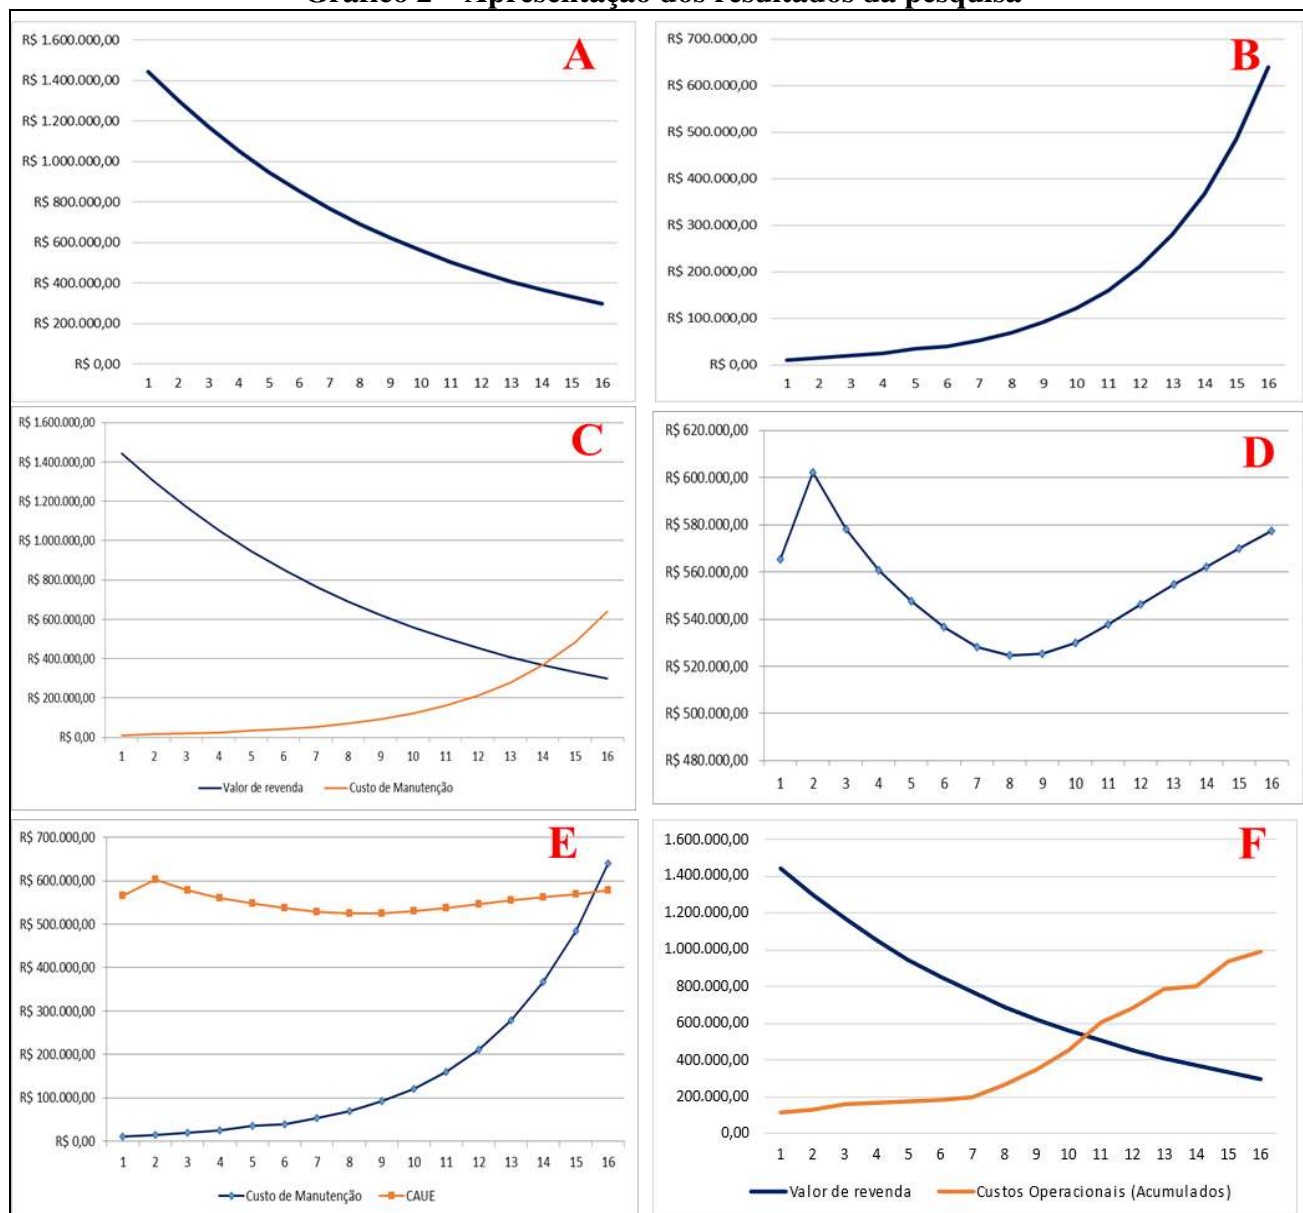 Gráfico 2 – Apresentação dos resultados da pesquisa
A
R$ 1.600.000,00
R$ 1.400.000,00
R$ 1.200.000,00
R$ 1.000.000,00
R$ 800.000,00
R$ 600.000,00
R$ 400.000,00
R$ 200.000,00
R$ 0,00
1 2 3 4 5 6 7 8 9 10 11 12 13 14 15 16
B
R$ 700.000,00
R$ 600.000,00
R$ 500.000,00
R$ 400.000,00
R$ 300.000,00
R$ 200.000,00
R$ 100.000,00
R$ 0,00
1 2 3 4 5 6 7 8 9 10 11 12 13 14 15 16
C
R$ 1.600.000,00
R$ 1.400.000,00
R$ 1.200.000,00
R$ 1.000.000,00
R$ 800.000,00
R$ 600.000,00
R$ 400.000,00
R$ 200.000,00
R$ 0,00
1 2 3 4 5 6 7 8 9 10 11 12 13 14 15 16
Valor de revenda Custo de Manutenção
D
R$ 620.000,00
R$ 600.000,00
R$ 580.000,00
R$ 560.000,00
R$ 540.000,00
R$ 520.000,00
R$ 500.000,00
R$ 480.000,00
1 2 3 4 5 6 7 8 9 10 11 12 13 14 15 16
E
R$ 700.000,00
R$ 600.000,00
R$ 500.000,00
R$ 400.000,00
R$ 300.000,00
R$ 200.000,00
R$ 100.000,00
R$ 0,00
1 2 3 4 5 6 7 8 9 10 11 12 13 14 15 16
Custo de Manutenção CAUE
F
1.600.000,00
1.400.000,00
1.200.000,00
1.000.000,00
800.000,00
600.000,00
400.000,00
200.000,00
0,00
1 2 3 4 5 6 7 8 9 10 11 12 13 14 15 16
Valor de revenda Custos Operacionais (Acumulados)